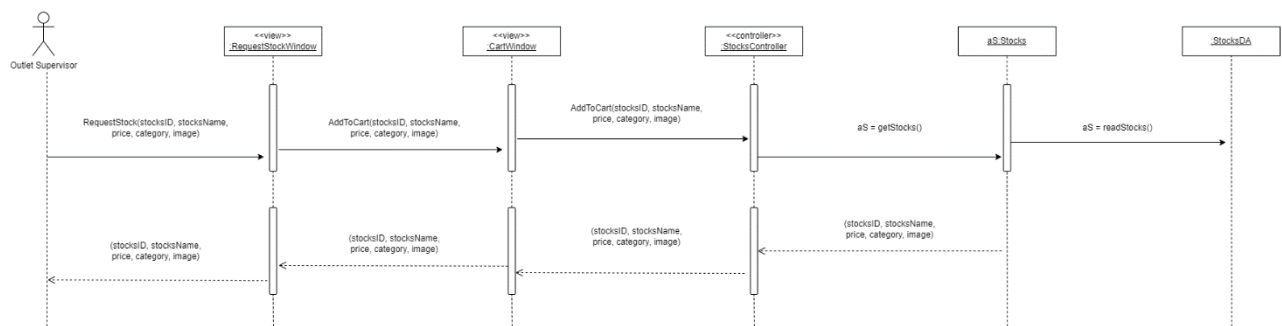 <<view>>
:RequestStockWindow
<<view>>
:CartWindow
<<controller>>
:StocksController
aS:Stocks
:StocksDA
Outlet Supervisor
RequestStock(stocksID, stocksName,
price, category, image)
AddToCart(stocksID, stocksName,
price, category, image)
AddToCart(stocksID, stocksName,
price, category, image)
aS = getStocks()
aS = readStocks()
(stocksID, stocksName,
price, category, image)
(stocksID, stocksName,
price, category, image)
(stocksID, stocksName,
price, category, image)
(stocksID, stocksName,
price, category, image)